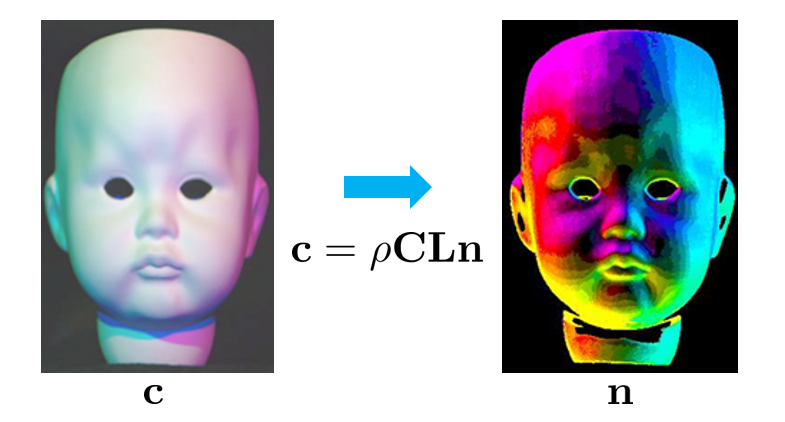 c = ρCLn
c
n